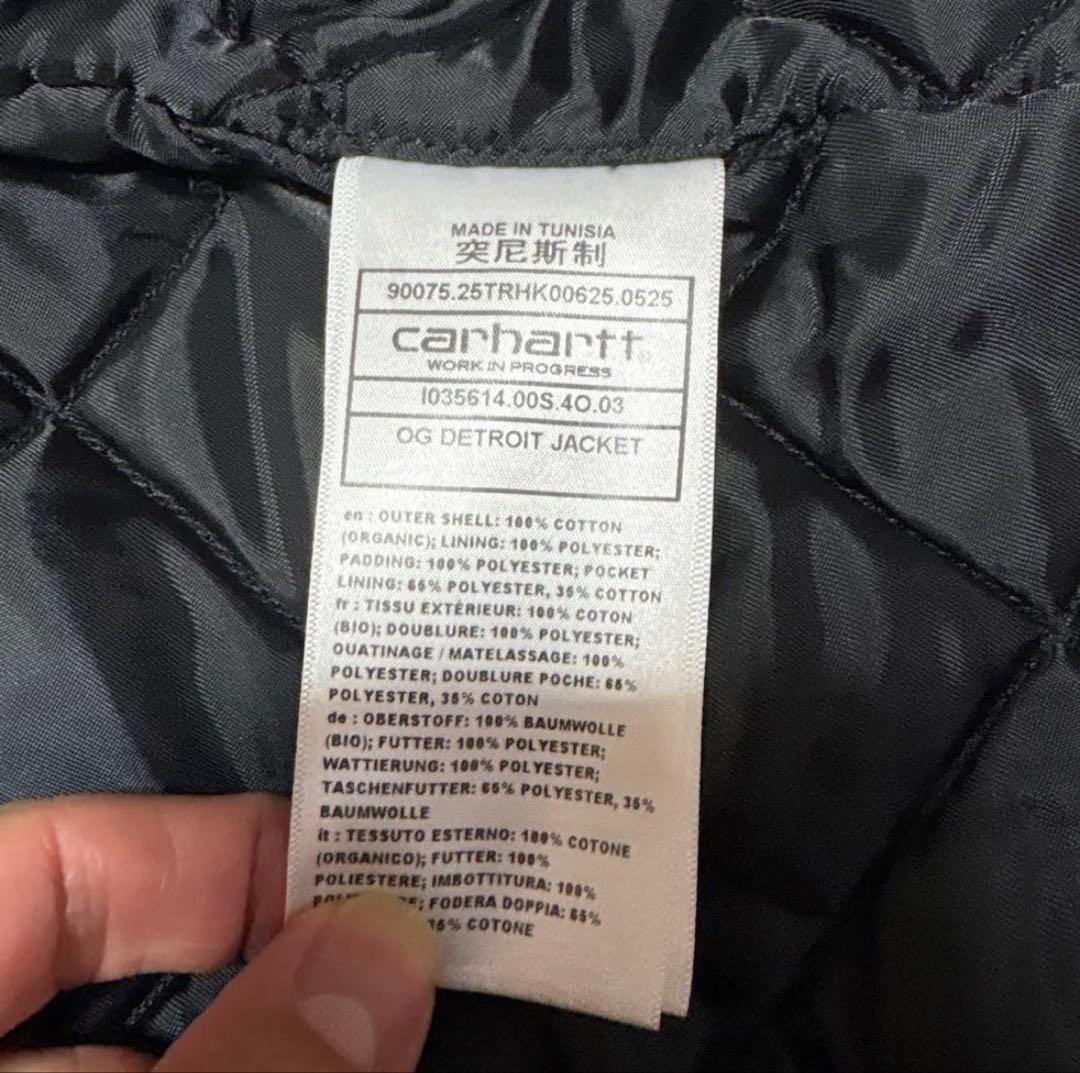 MADE IN TUNISIA
突尼斯制
90075.25TRHK00625.0525
carhartt
WORK IN PROGRESS
I035614.00S.4O.03
OG DETROIT JACKET
en : OUTER SHELL: 100% COTTON
(ORGANIC); LINING: 100% POLYESTER;
PADDING: 100% POLYESTER; POCKET
LINING: 65% POLYESTER, 35% COTTON
fr : TISSU EXTÉRIEUR: 100% COTON
(BIO); DOUBLURE: 100% POLYESTER;
OUATINAGE / MATELASSAGE: 100%
POLYESTER; DOUBLURE POCHE: 65%
POLYESTER, 35% COTON
de : OBERSTOFF: 100% BAUMWOLLE
(BIO); FUTTER: 100% POLYESTER;
WATTIERUNG: 100% POLYESTER;
TASCHENFUTTER: 65% POLYESTER, 35%
BAUMWOLLE
it : TESSUTO ESTERNO: 100% COTONE
(ORGANICO); FUTTER: 100%
POLIESTERE; IMBOTTITURA: 100%
FODERA DOPPIA: 65%
COTONE